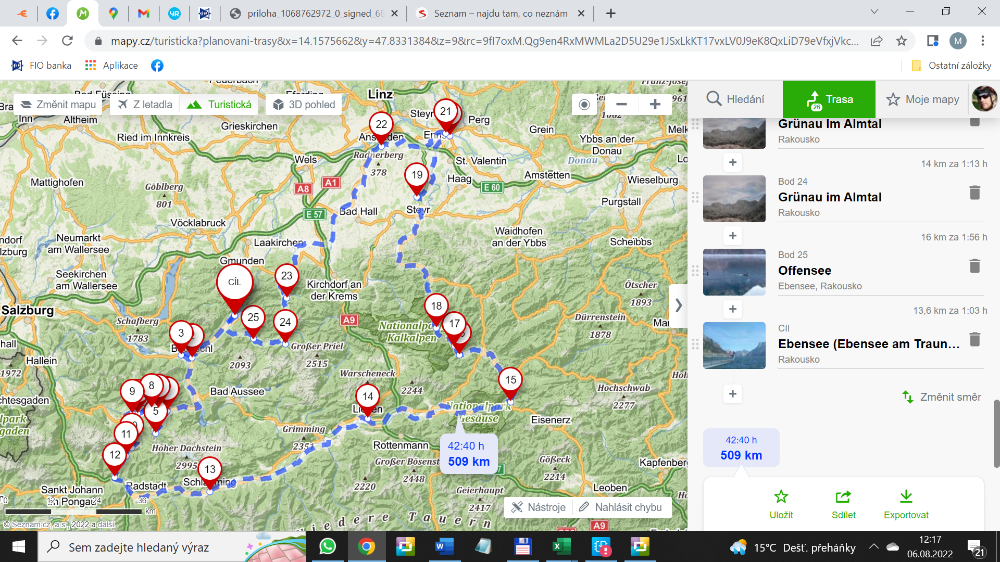 priloha_1068762972_0_signed_68
Seznam – najdu tam, co neznám
mapy.cz/turisticka?planovani-trasy&x=14.1575662&y=47.8331384&z=9&rc=9fI7oxM.Qg9en4RxMWMLa2D5U29e1JSxLkKT17vxLV0J9eK8QxLiD79eVfxjVkc...
M
FIO banka
Aplikace
Ostatní záložky
Změnit mapu
Z letadla
Turistická
3D pohled
Hledání
26
Trasa
Moje mapy
Linz
Inn
Altheim
Ried im Innkreis
Grieskirchen
Steyr
Perg
Grein
Melk
Ybbs an der
Donau
Radnerberg
378
Donau
St. Valentin
Wels
Amstetten
Wieselburg
Haag
Mattighofen
Göblberg
801
A8
A1
E 60
Purgstall
E 57
Bad Hall
Steyr
Vöcklabruck
Waidhofen
an der Ybbs
Scheibbs
Neumarkt
am Wallersee
Laakirchen
Gmunden
Seekirchen
am Wallersee
Kirchdorf an
der Krems
Ötscher
1893
Salzburg
Schafberg
1783
A9
Kalkalpen
Dürrenstein
1878
Großer Priel
2515
Hallein
1972
2093
Warscheneck
2244
Bad Aussee
Hochschwab
2277
Nationalpark
Gesäuse
Eisenerz
Grimming
2351
Hoher Dachstein
2995
Rottenmann
Gößeck
2214
2448
Radstadt
2220
Sankt Johann
im Pongau
Geierhaupt
2417
Leoben
Niedere Tauern
A9
CÍL
3
5
8
9
11
12
13
14
15
17
18
19
21
22
23
24
25
42:40 h
509 km
Nástroje
Nahlásit chybu
0 12 24 36 km
© Seznam.cz, a.s., 2022 a další
Grünau im Almtal
Rakousko
14 km za 1:13 h
Bod 24
Grünau im Almtal
Rakousko
16 km za 1:56 h
Bod 25
Offensee
Ebensee, Rakousko
13,6 km za 1:03 h
Cíl
Ebensee (Ebensee am Traun...
Rakousko
Změnit směr
42:40 h
509 km
Uložit
Sdílet
Exportovat
Sem zadejte hledaný výraz
15°C Dešť. přeháňky
12:17
06.08.2022
21